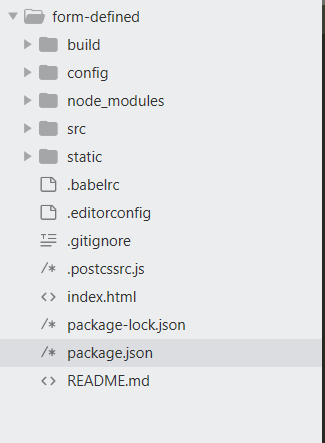 form-defined
build
config
node_modules
src
static
.babelrc
.editorconfig
.gitignore
.postcssrc.js
index.html
package-lock.json
package.json
README.md